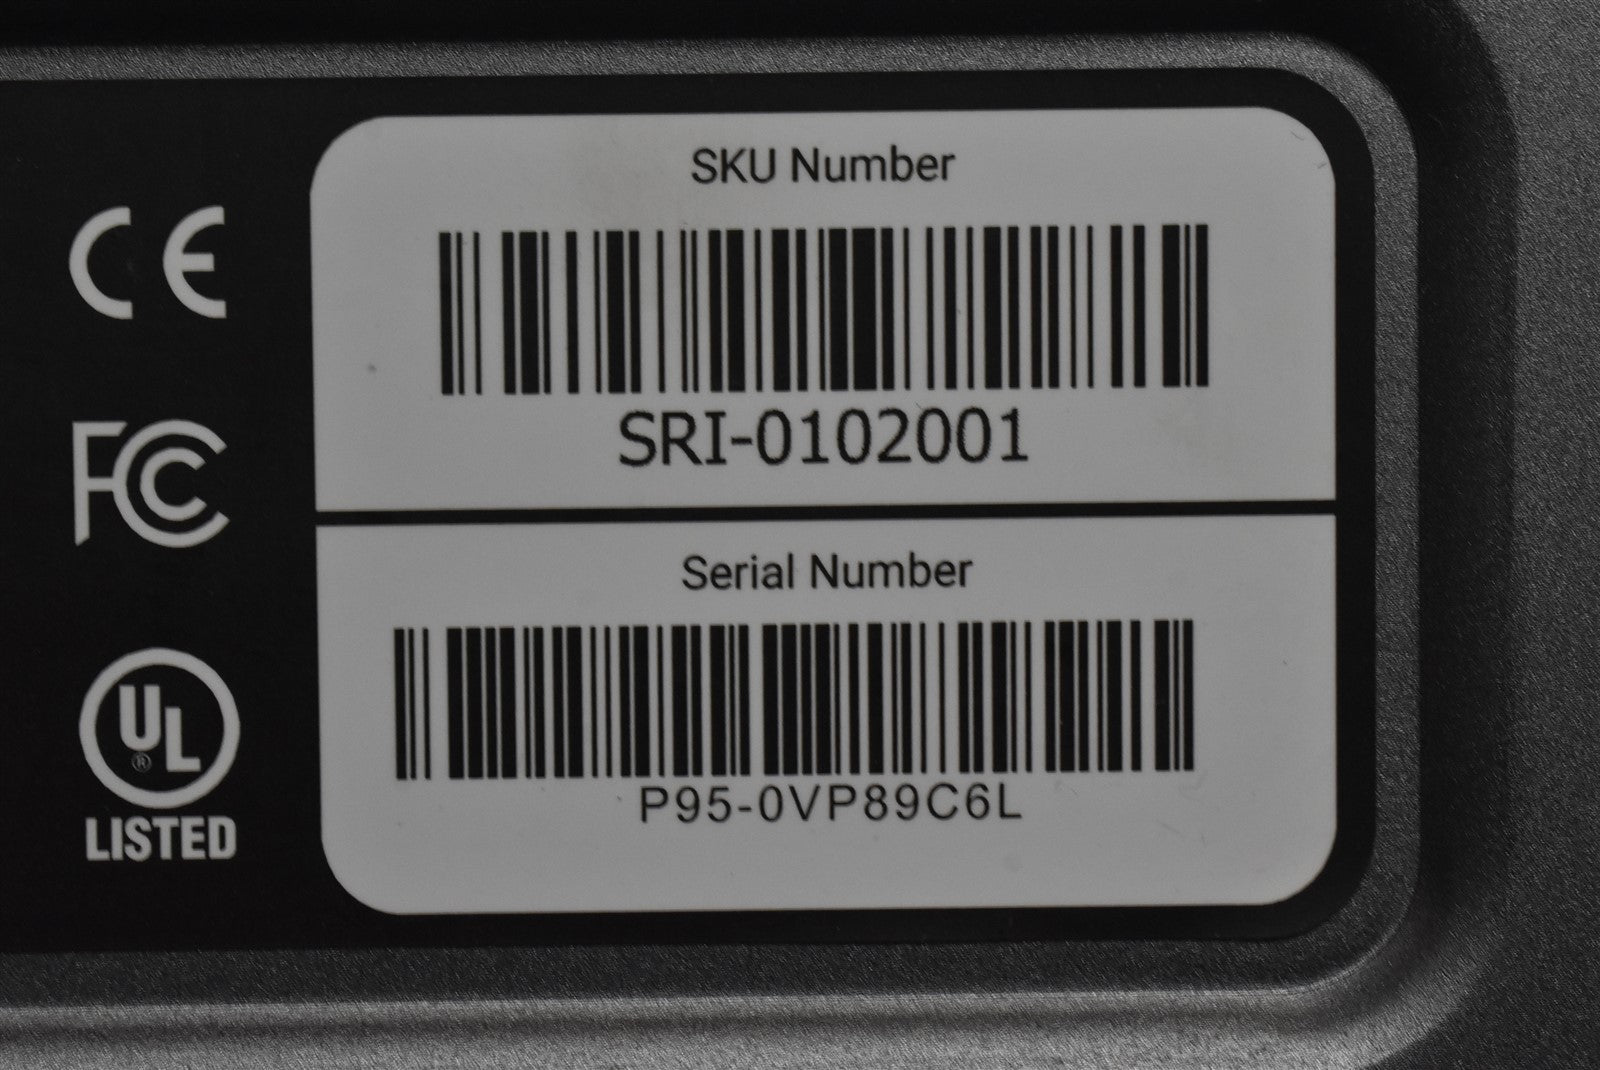 SKU Number
SRI-0102001
Serial Number
P95-0VP89C6L
CE
FC
UL
®
LISTED